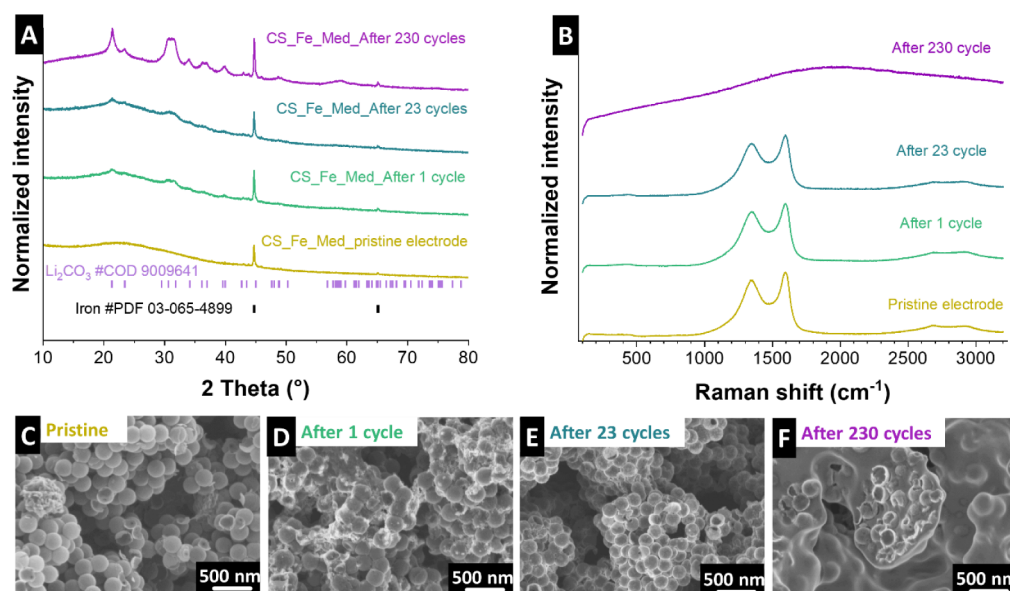 A
CS_Fe_Med_After 230 cycles
CS_Fe_Med_After 23 cycles
CS_Fe_Med_After 1 cycle
CS_Fe_Med_pristine electrode
Li₂CO₃ #COD 9009641
Iron #PDF 03-065-4899
Normalized intensity
10 20 30 40 50 60 70 80
2 Theta (°)
B
After 230 cycle
After 23 cycle
After 1 cycle
Pristine electrode
Normalized intensity
500 1000 1500 2000 2500 3000
Raman shift (cm⁻¹)
C Pristine
500 nm
D After 1 cycle
500 nm
E After 23 cycles
500 nm
F After 230 cycles
500 nm